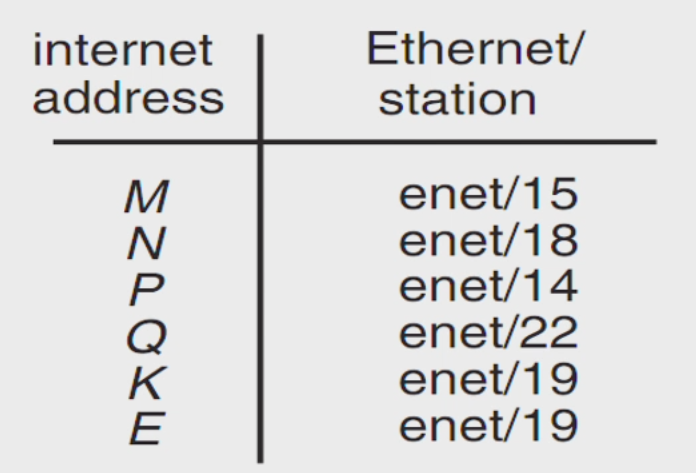 internet address Ethernet/ station
M enet/15
N enet/18
P enet/14
Q enet/22
K enet/19
E enet/19